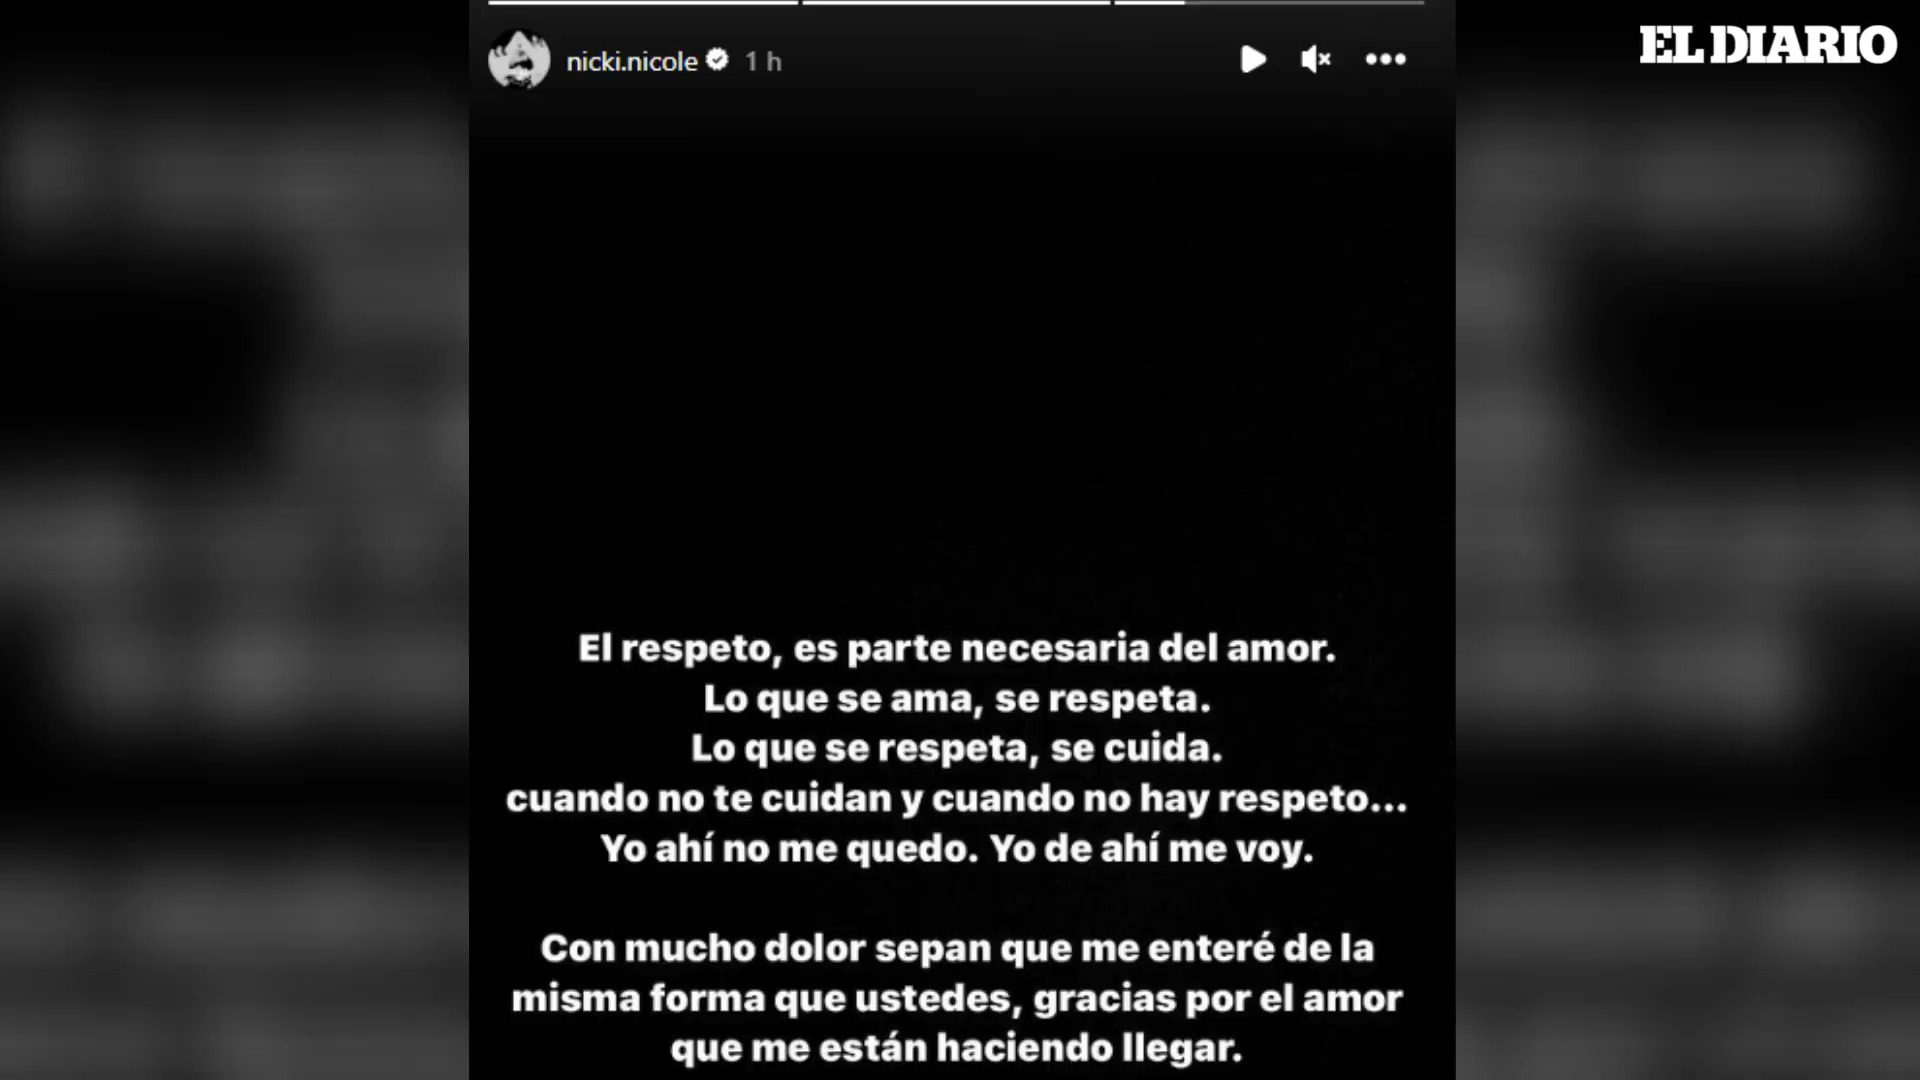 EL DIARIO
nicki.nicole 1 h
El respeto, es parte necesaria del amor.
Lo que se ama, se respeta.
Lo que se respeta, se cuida.
cuando no te cuidan y cuando no hay respeto...
Yo ahí no me quedo. Yo de ahí me voy.
Con mucho dolor sepan que me enteré de la
misma forma que ustedes, gracias por el amor
que me están haciendo llegar.